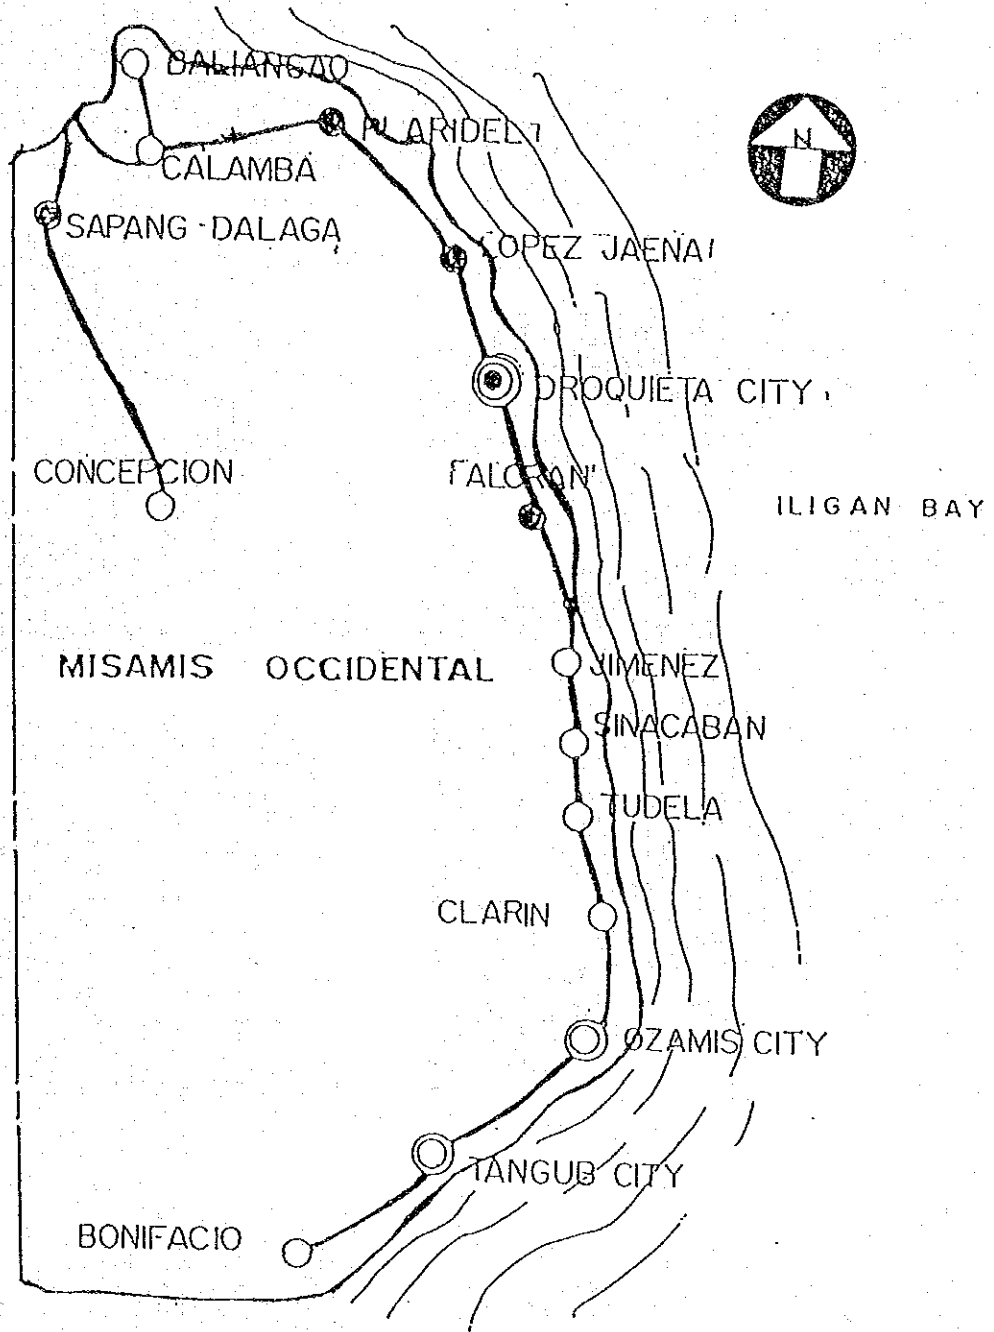 BALIANGAO
PLARIDEL
N
CALAMBA
SAPANG-DALAGA
LOPEZ JAENA
OROQUIETA CITY
CONCEPCION
ALORAN
ILIGAN BAY
MISAMIS OCCIDENTAL
JIMENEZ
SINACABAN
TUDELA
CLARIN
OZAMIS CITY
TANGUB CITY
BONIFACIO